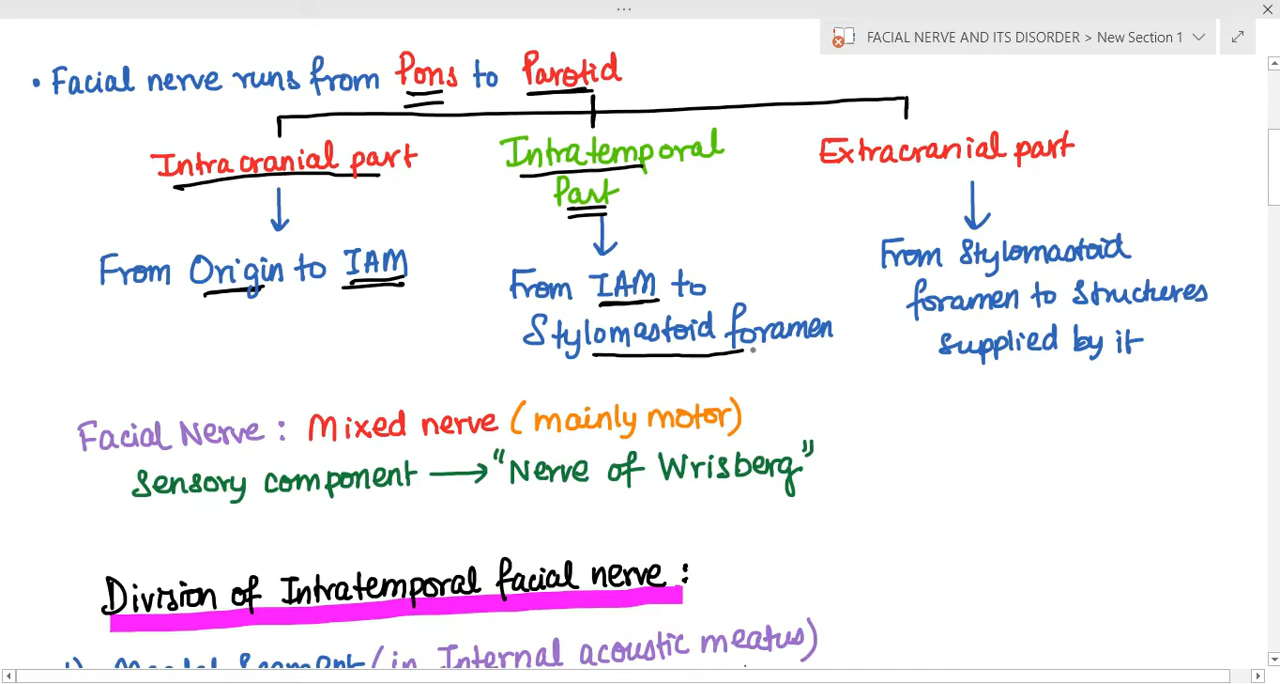 FACIAL NERVE AND ITS DISORDER > New Section 1
• Facial nerve runs from Pons to Parotid
Intracranial part
From Origin to IAM
Intratemporal
Part
From IAM to
Stylomastoid foramen
Extracranial part
From Stylomastoid
foramen to Structures
supplied by it
Facial Nerve : Mixed nerve (mainly motor)
Sensory component → "Nerve of Wrisberg"
Division of Intratemporal facial nerve :
(in Internal acoustic meatus)